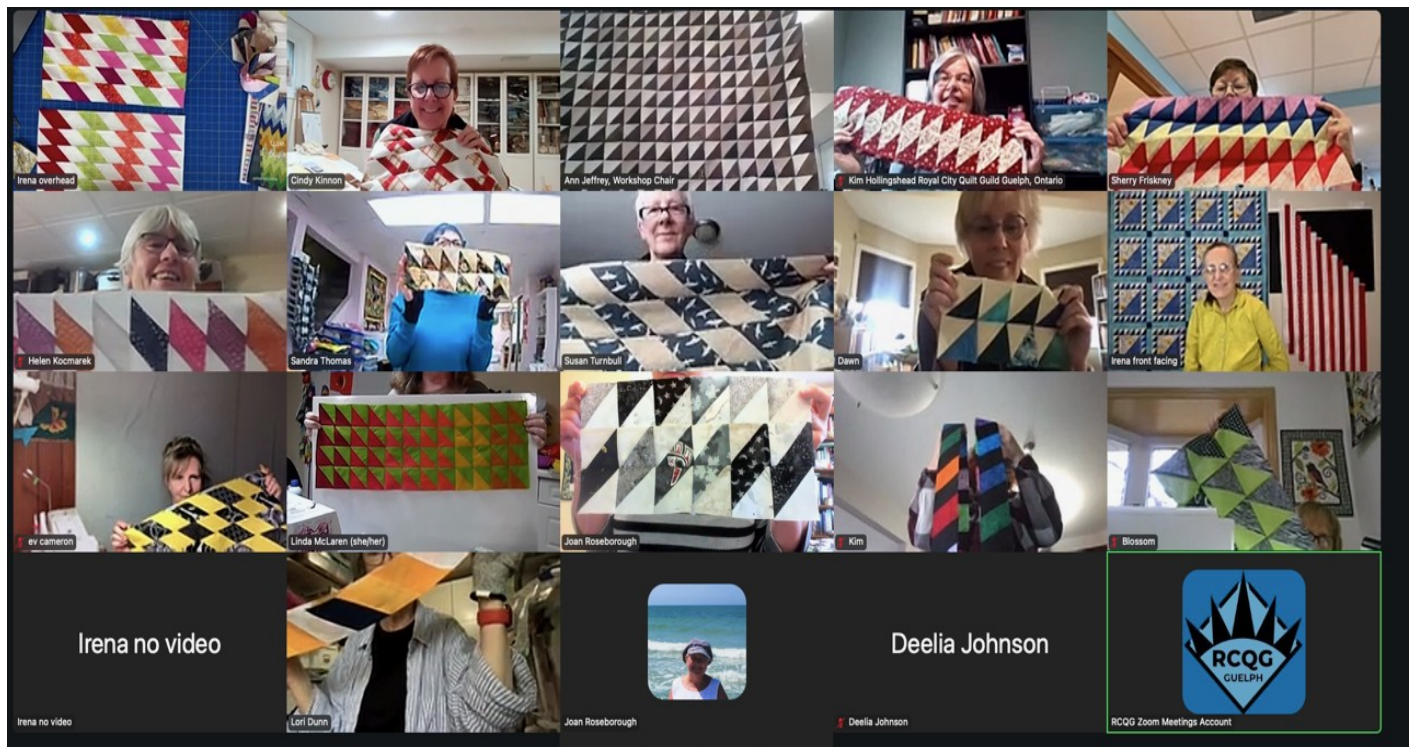 Irena overhead
Cindy Kinnon
Ann Jeffrey, Workshop Chair
Kim Hollingshead Royal City Quilt Guild Guelph, Ontario
Sherry Friskney
Helen Kocmarek
Sandra Thomas
Susan Turnbull
Dawn
Irena front facing
ev cameron
Linda McLaren (she/her)
Joan Roseborough
Kim
Blossom
Irena no video
Irena no video
Lori Dunn
Joan Roseborough
Deelia Johnson
Deelia Johnson
RCQG
GUELPH
RCQG Zoom Meetings Account